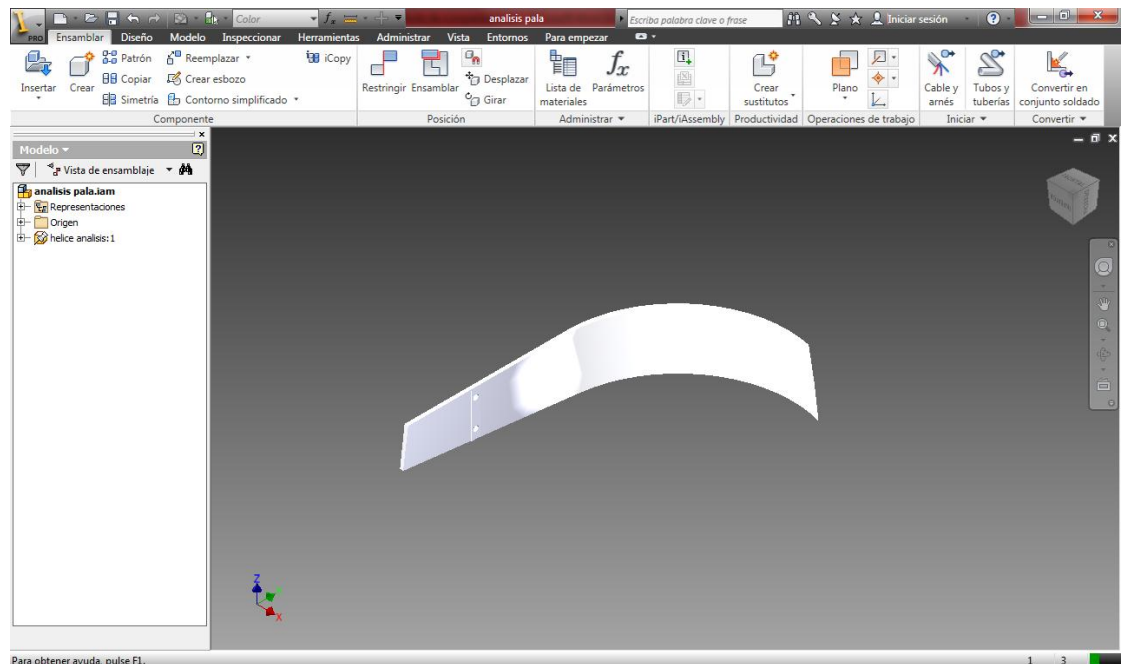 PRO
Color
analisis pala
Escriba palabra clave o frase
Iniciar sesión
Ensamblar Diseño Modelo Inspeccionar Herramientas Administrar Vista Entornos Para empezar
Insertar
Crear
Patrón
Copiar
Simetría
Reemplazar
Crear esbozo
Contorno simplificado
iCopy
Componente
Restringir
Ensamblar
Desplazar
Girar
Posición
Lista de materiales
Parámetros
Administrar
iPart/iAssembly
Crear sustitutos
Productividad
Plano
Operaciones de trabajo
Cable y arnés
Tubos y tuberías
Iniciar
Convertir en conjunto soldado
Convertir
Modelo
Vista de ensamblaje
analisis pala.iam
Representaciones
Origen
helice analisis:1
Z
X
Para obtener ayuda, pulse F1.
1 3